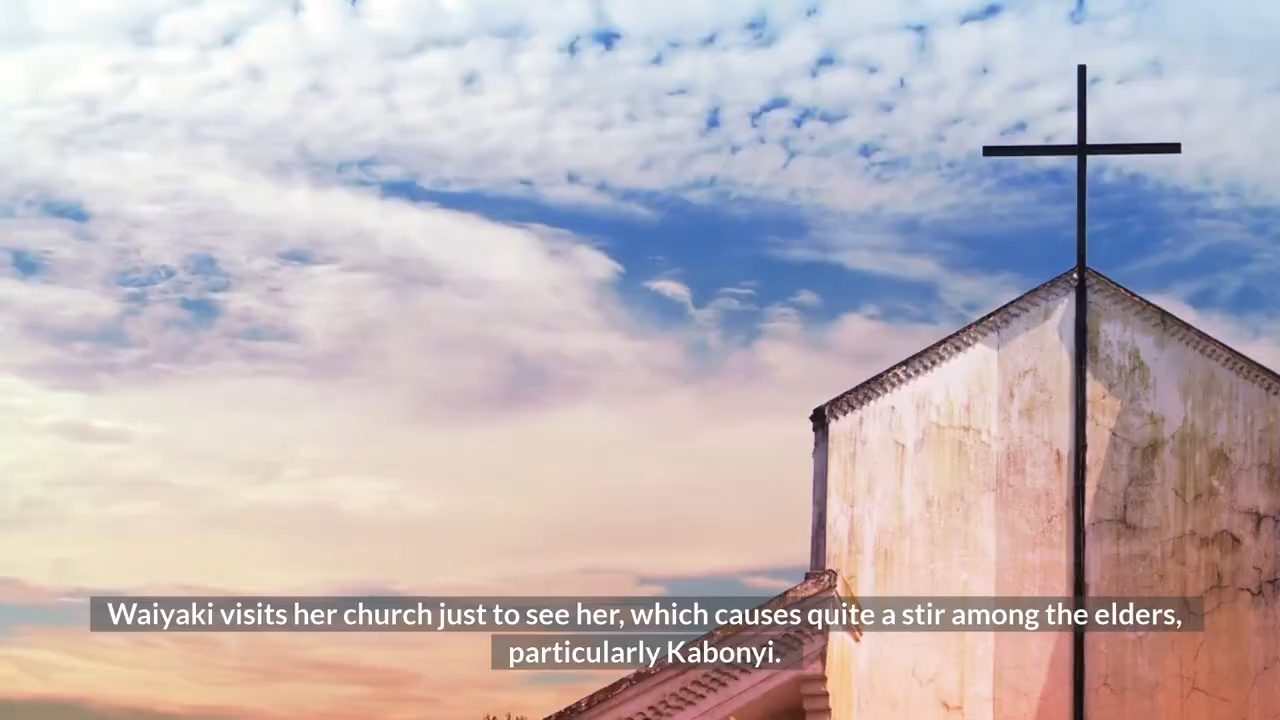 Waiyaki visits her church just to see her, which causes quite a stir among the elders,
particularly Kabonyi.